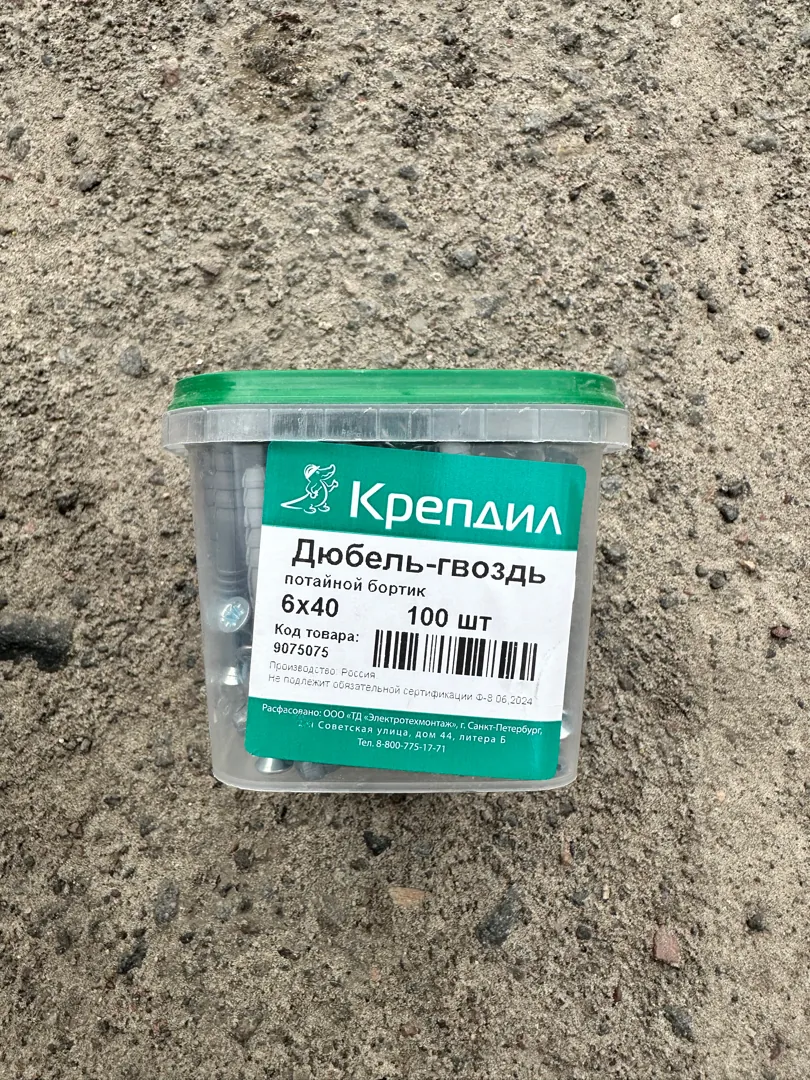 Крепдил
Дюбель-гвоздь
потайной бортик
6x40 100 шт
Код товара:
9075075
Производство: Россия
Не подлежит обязательной сертификации Ф-8 06,2024
Расфасовано: ООО «ТД «Электротехмонтаж», г. Санкт-Петербург,
Советская улица, дом 44, литера Б
Тел. 8-800-775-17-71